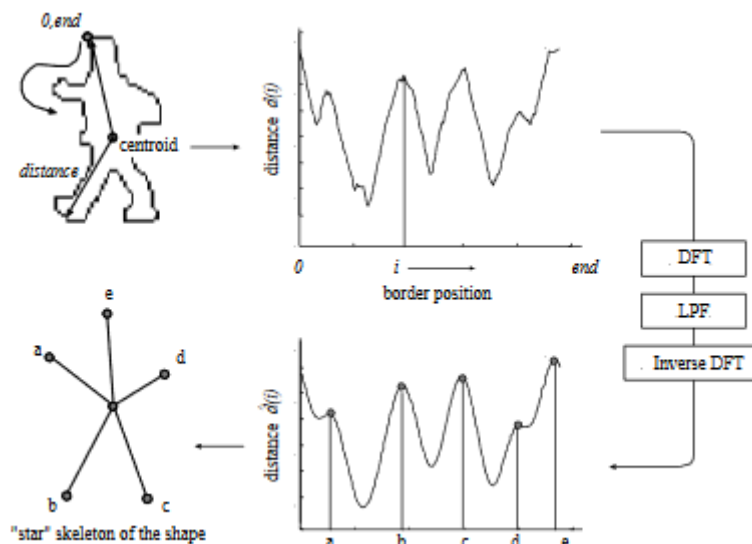 0,end
centroid
distance
distance d(i)
0 i end
border position
DFT
LPF
Inverse DFT
e
a
d
b
c
"star" skeleton of the shape
distance d̂(i)
a b c d e